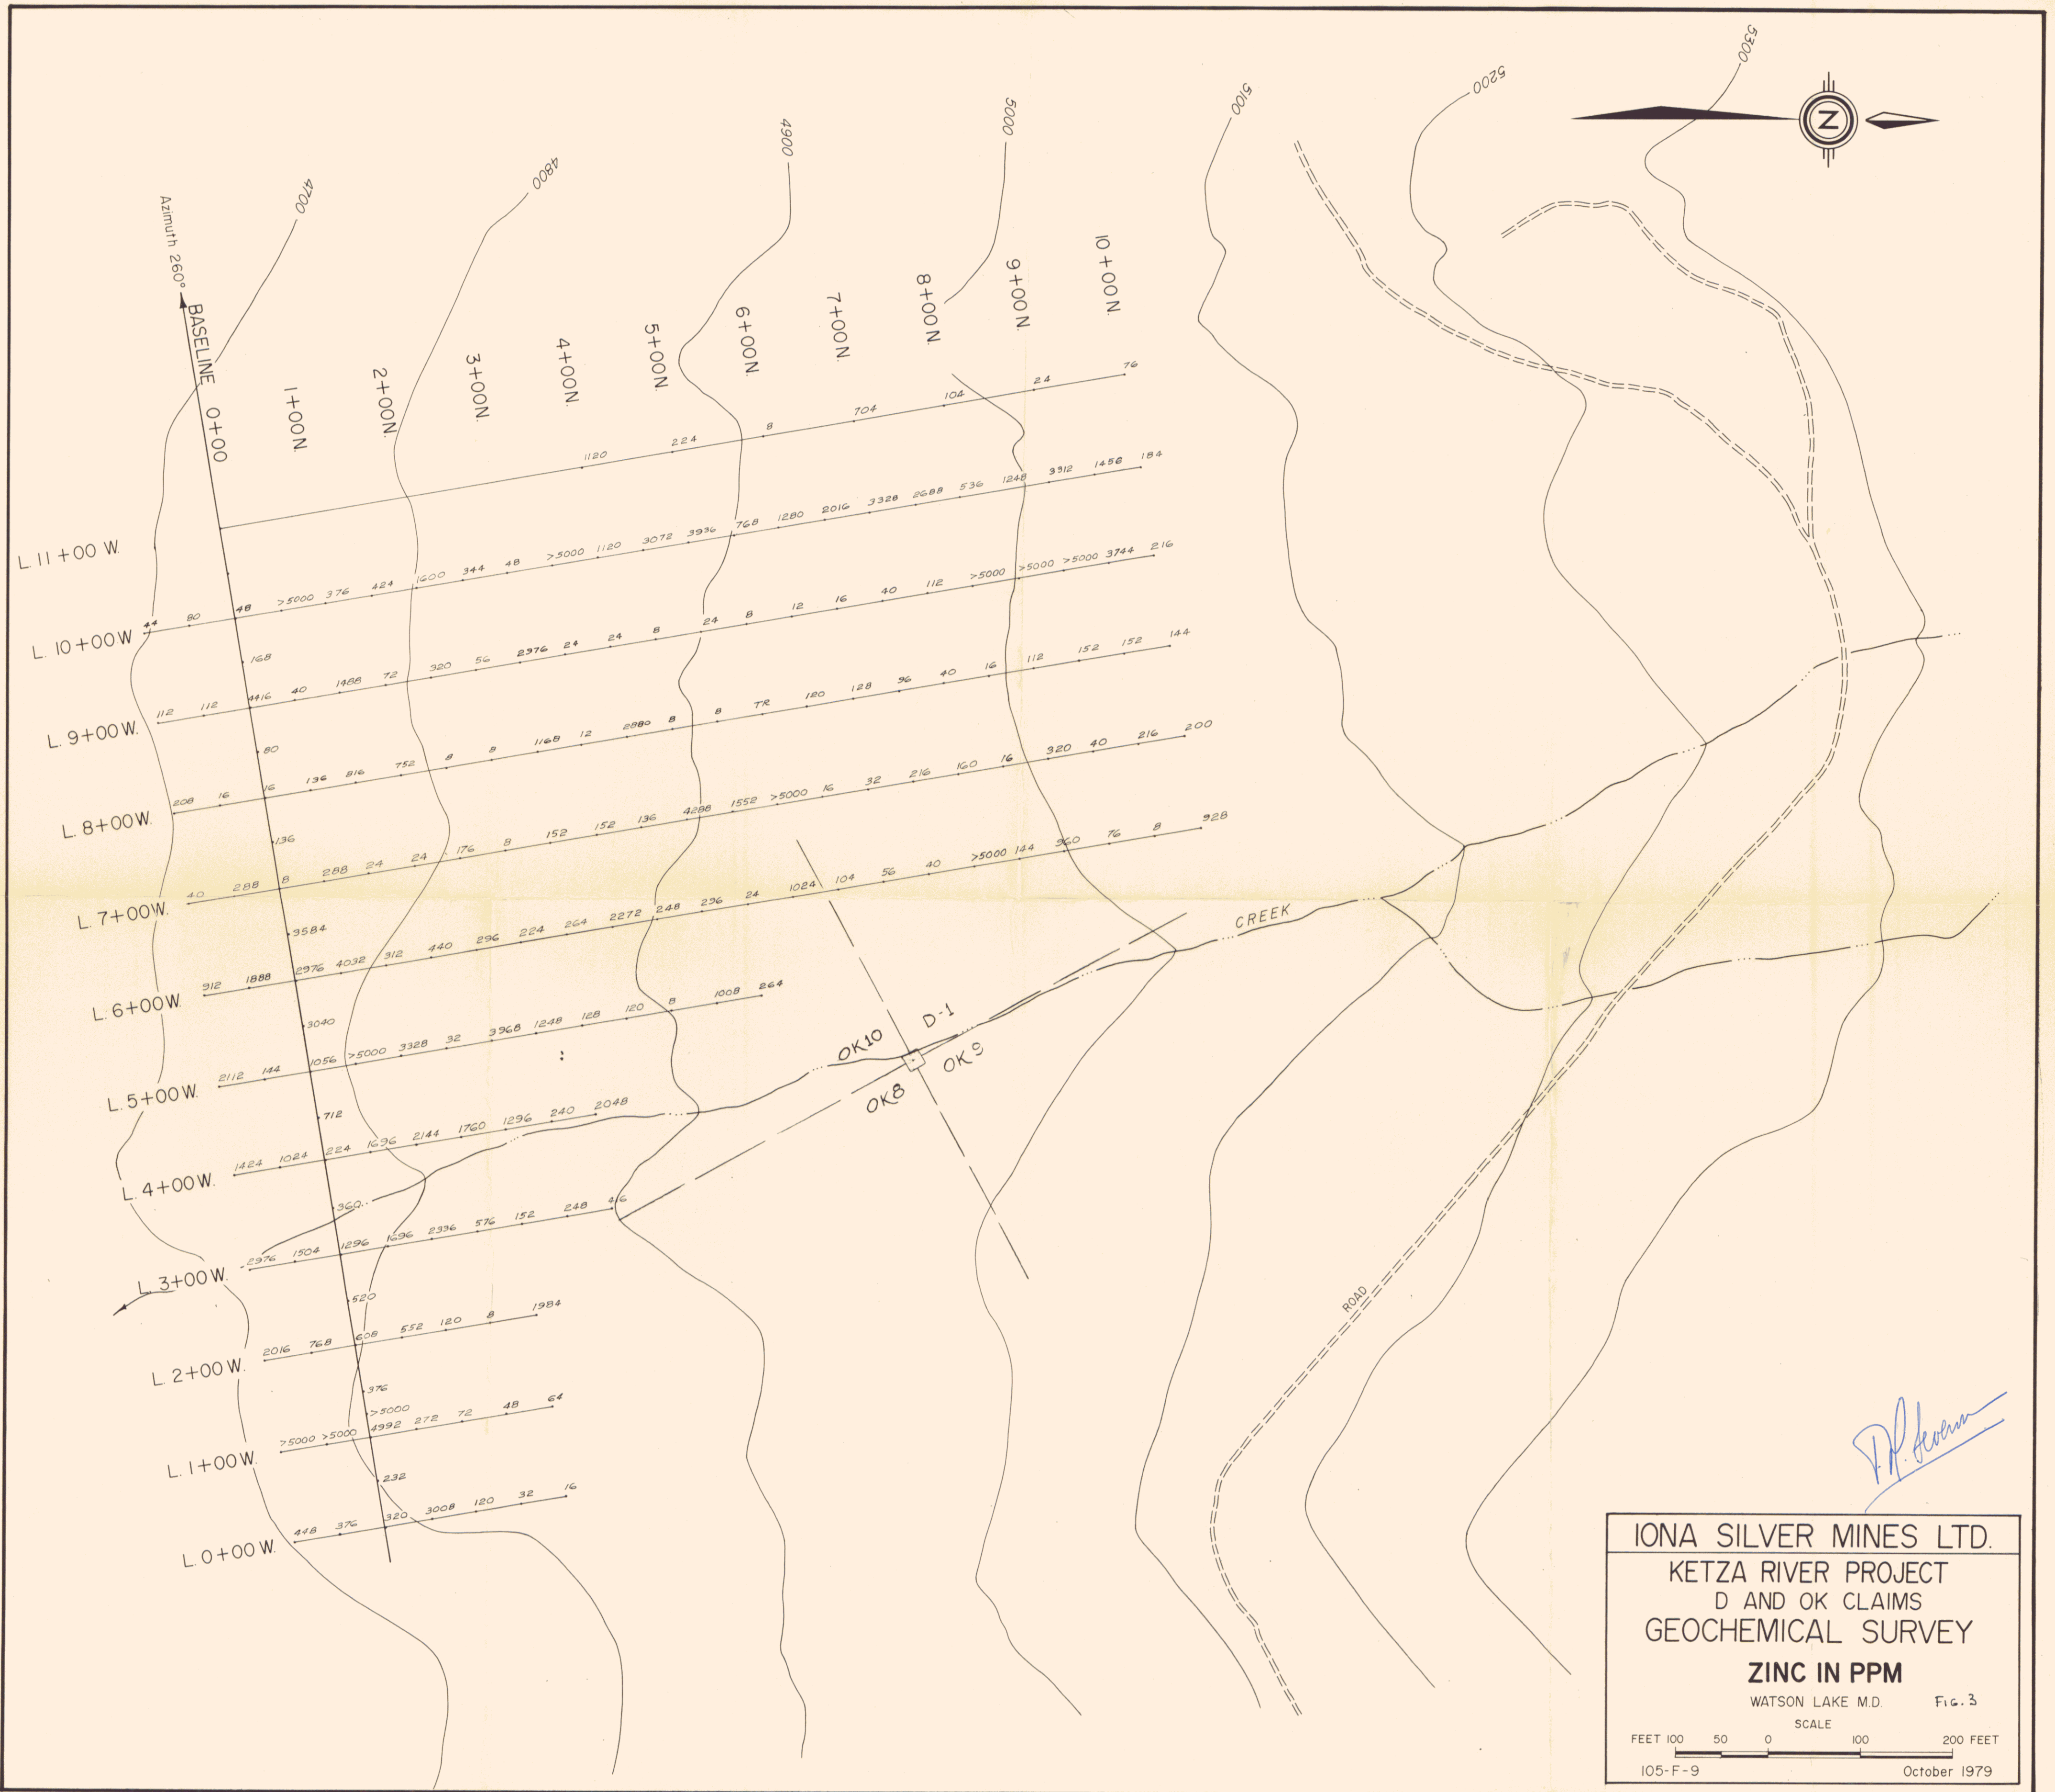 5300
5200
5100
5000
4900
4800
4700
N
Azimuth 260°
BASELINE 0+00
1+00N.
2+00N.
3+00N.
4+00N.
5+00N.
6+00N.
7+00N.
8+00N.
9+00N.
10+00N.
L. 11+00 W.
1120 224 8 704 104 24 76
L. 10+00W
44 80 48 >5000 376 424 1600 344 48 >5000 1120 3072 3936 768 1280 2016 3328 2688 536 1248 3312 1456 184
168
L. 9+00W.
112 112 4416 40 1488 72 320 56 2976 24 24 8 24 8 12 16 40 112 >5000 >5000 >5000 3744 216
80
L. 8+00W.
208 16 16 136 816 752 8 8 1168 12 2880 8 8 TR 120 128 96 40 16 112 152 152 144
136
L. 7+00W.
40 288 8 288 24 24 176 8 152 152 136 4288 1552 >5000 16 32 216 160 16 320 40 216 200
3584
L. 6+00W.
912 1888 2976 4032 312 440 296 224 264 2272 248 296 24 1024 104 56 40 >5000 144 960 76 8 928
3040
L. 5+00W.
2112 144 1056 >5000 3328 32 3968 1248 128 120 8 1008 264
712
L. 4+00W.
1424 1024 224 1696 2144 1760 1296 240 2048
360
L. 3+00W.
2976 1504 1296 1696 2336 576 152 248 416
520
L. 2+00W.
2016 768 608 552 120 8 1984
376
>5000
L. 1+00W.
>5000 >5000 4992 272 72 48 64
232
L. 0+00W.
448 376 320 3008 120 32 16
CREEK
OK10
D-1
OK8
OK9
ROAD
IONA SILVER MINES LTD.
KETZA RIVER PROJECT
D AND OK CLAIMS
GEOCHEMICAL SURVEY
ZINC IN PPM
WATSON LAKE M.D. FIG. 3
SCALE
FEET 100 50 0 100 200 FEET
105-F-9 October 1979